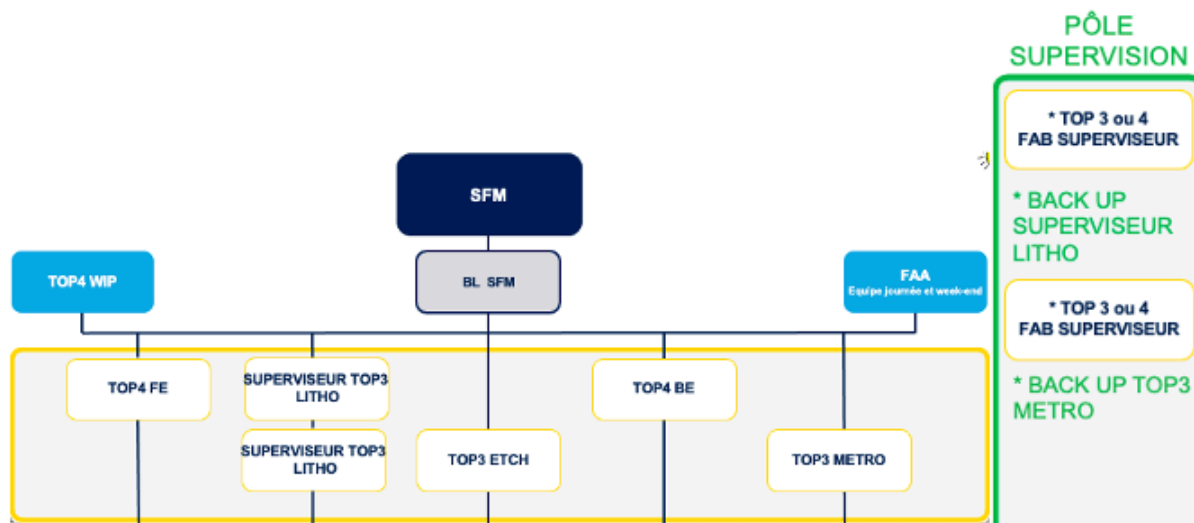 PÔLE
SUPERVISION
* TOP 3 ou 4
FAB SUPERVISEUR
* BACK UP
SUPERVISEUR
LITHO
* TOP 3 ou 4
FAB SUPERVISEUR
* BACK UP TOP3
METRO
SFM
TOP4 WIP
BL SFM
FAA
Equipe journée et week-end
TOP4 FE
SUPERVISEUR TOP3
LITHO
TOP4 BE
SUPERVISEUR TOP3
LITHO
TOP3 ETCH
TOP3 METRO